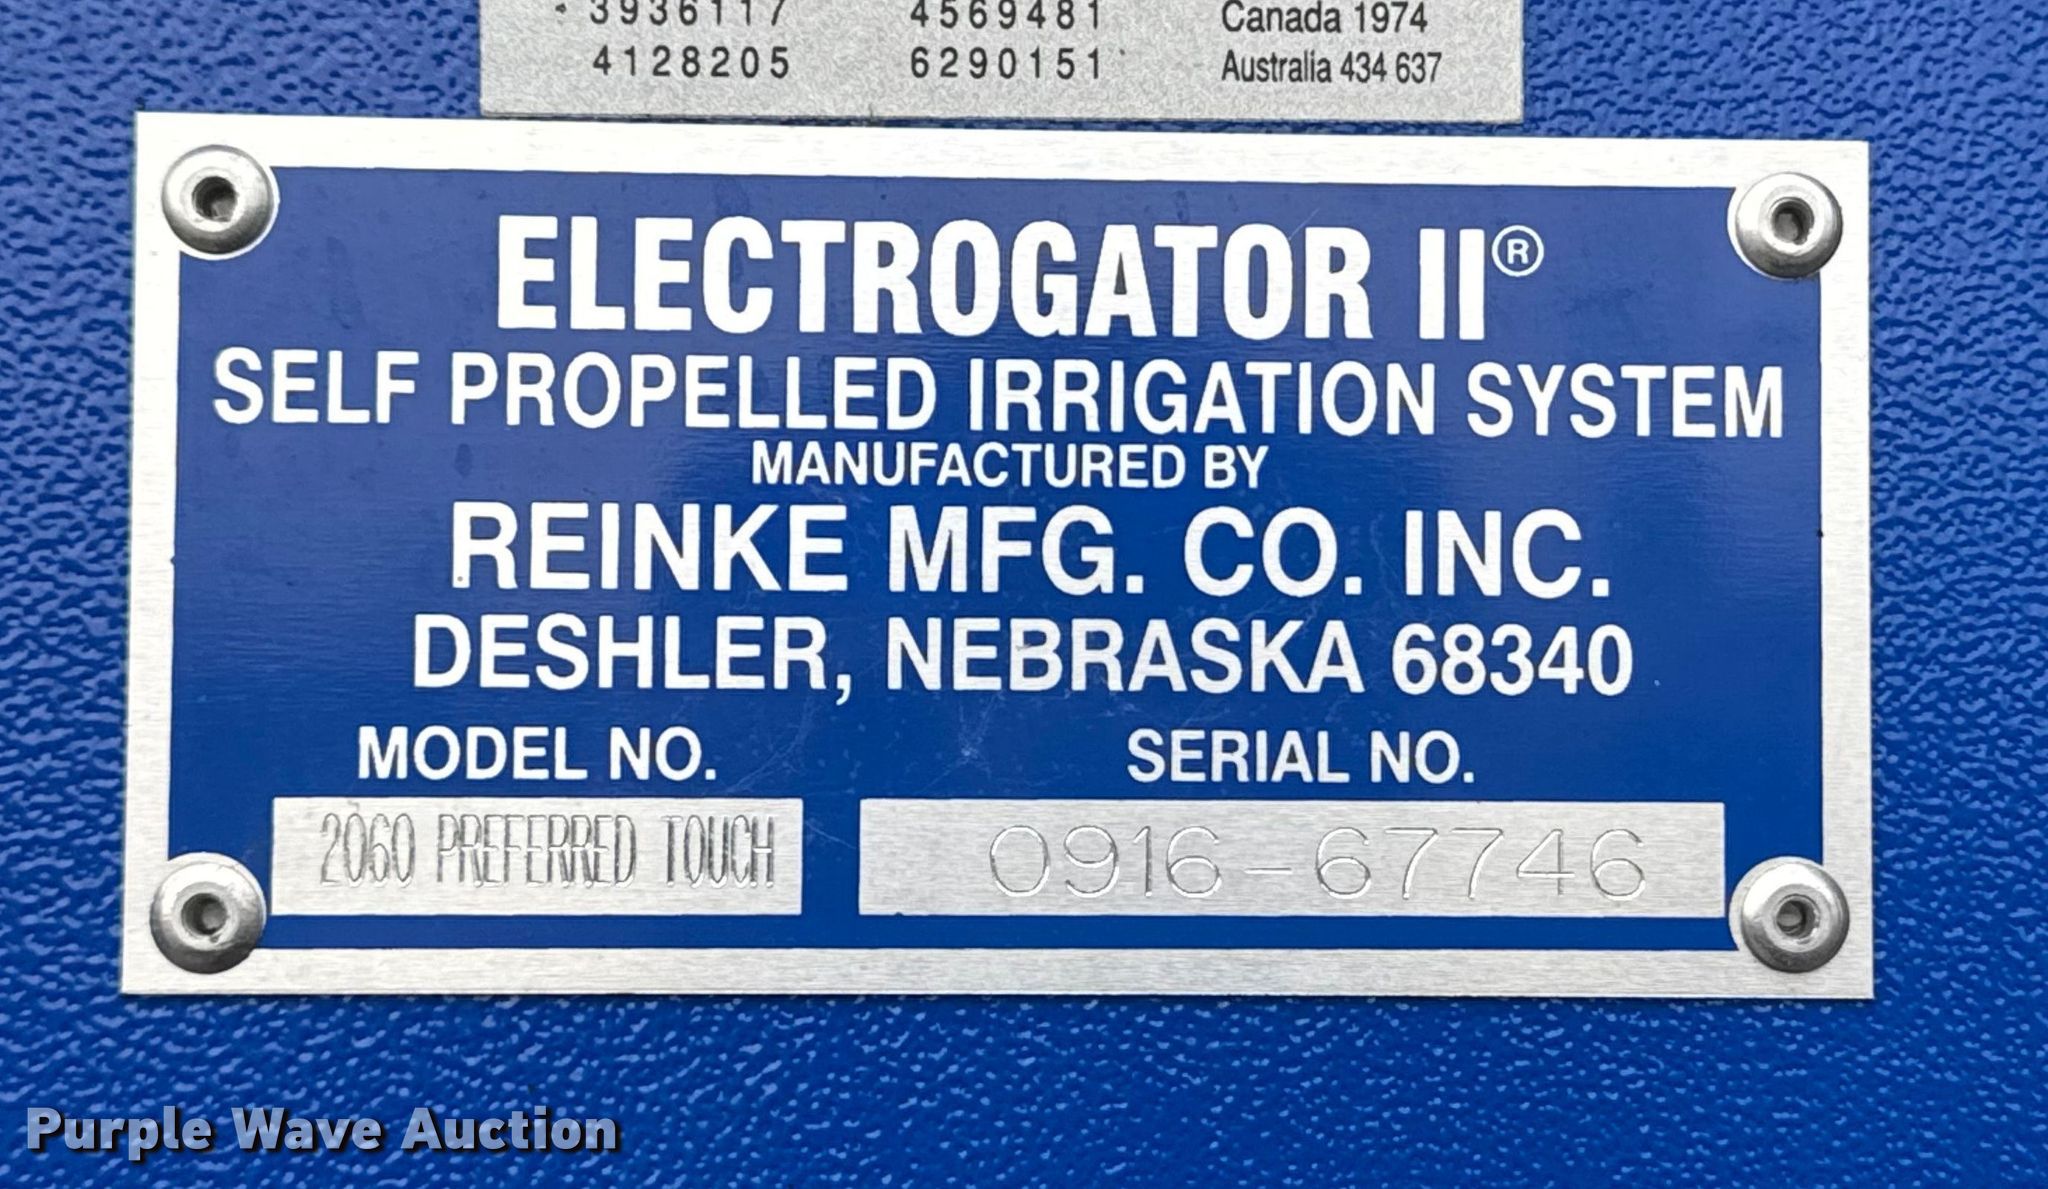 3936117 4569481 Canada 1974
4128205 6290151 Australia 434 637
ELECTROGATOR II®
SELF PROPELLED IRRIGATION SYSTEM
MANUFACTURED BY
REINKE MFG. CO. INC.
DESHLER, NEBRASKA 68340
MODEL NO. SERIAL NO.
2060 PREFERRED TOUCH 0916-67746
Purple Wave Auction